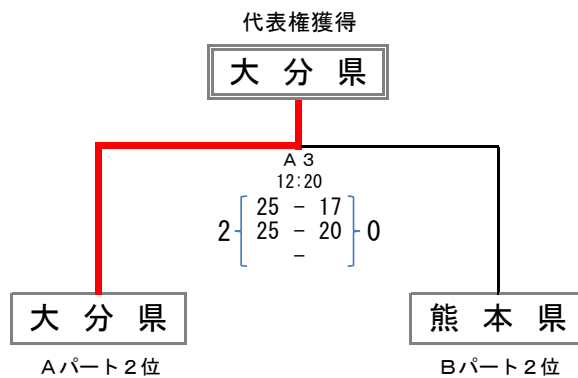 代表権獲得
大 分 県
Ａ３
12:20
25 － 17
2 25 － 20 0
－
大 分 県 熊 本 県
Ａパート２位 Ｂパート２位